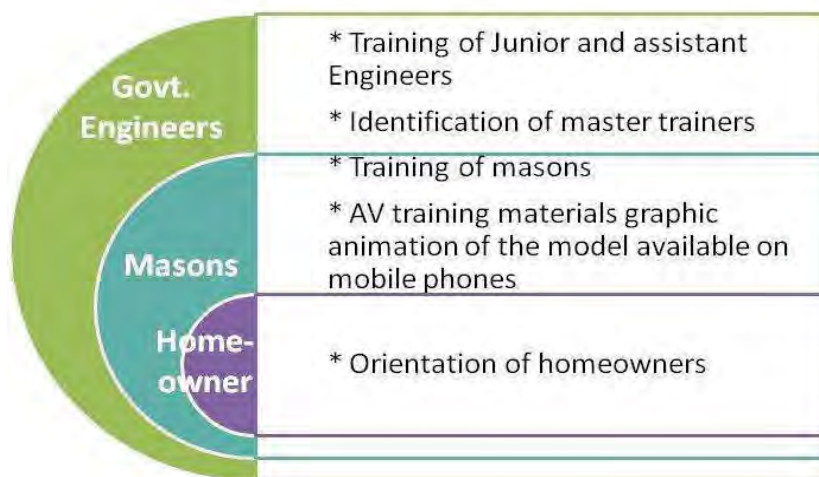 Govt.
Engineers
* Training of Junior and assistant
Engineers
* Identification of master trainers
Masons
* Training of masons
* AV training materials graphic
animation of the model available on
mobile phones
Home-
owner
* Orientation of homeowners